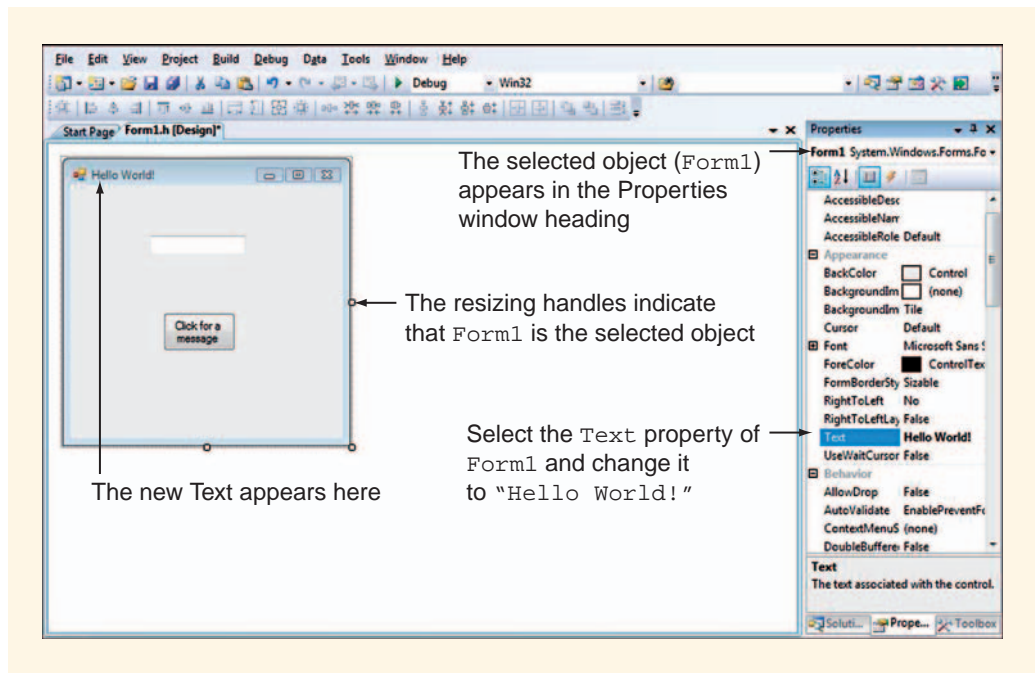 File Edit View Project Build Debug Data Tools Window Help
Debug Win32
Start Page Form1.h [Design]*
Hello World!
Click for a
message
The selected object (Form1)
appears in the Properties
window heading
The resizing handles indicate
that Form1 is the selected object
Select the Text property of
Form1 and change it
to "Hello World!"
The new Text appears here
Properties
Form1 System.Windows.Forms.Fo
AccessibleDesc
AccessibleNam
AccessibleRole Default
Appearance
BackColor Control
BackgroundIm (none)
BackgroundIm Tile
Cursor Default
Font Microsoft Sans S
ForeColor ControlTex
FormBorderSty Sizable
RightToLeft No
RightToLeftLay False
Text Hello World!
UseWaitCursor False
Behavior
AllowDrop False
AutoValidate EnablePreventFo
ContextMenuS (none)
DoubleBuffere False
Text
The text associated with the control.
Soluti... Prope... Toolbox